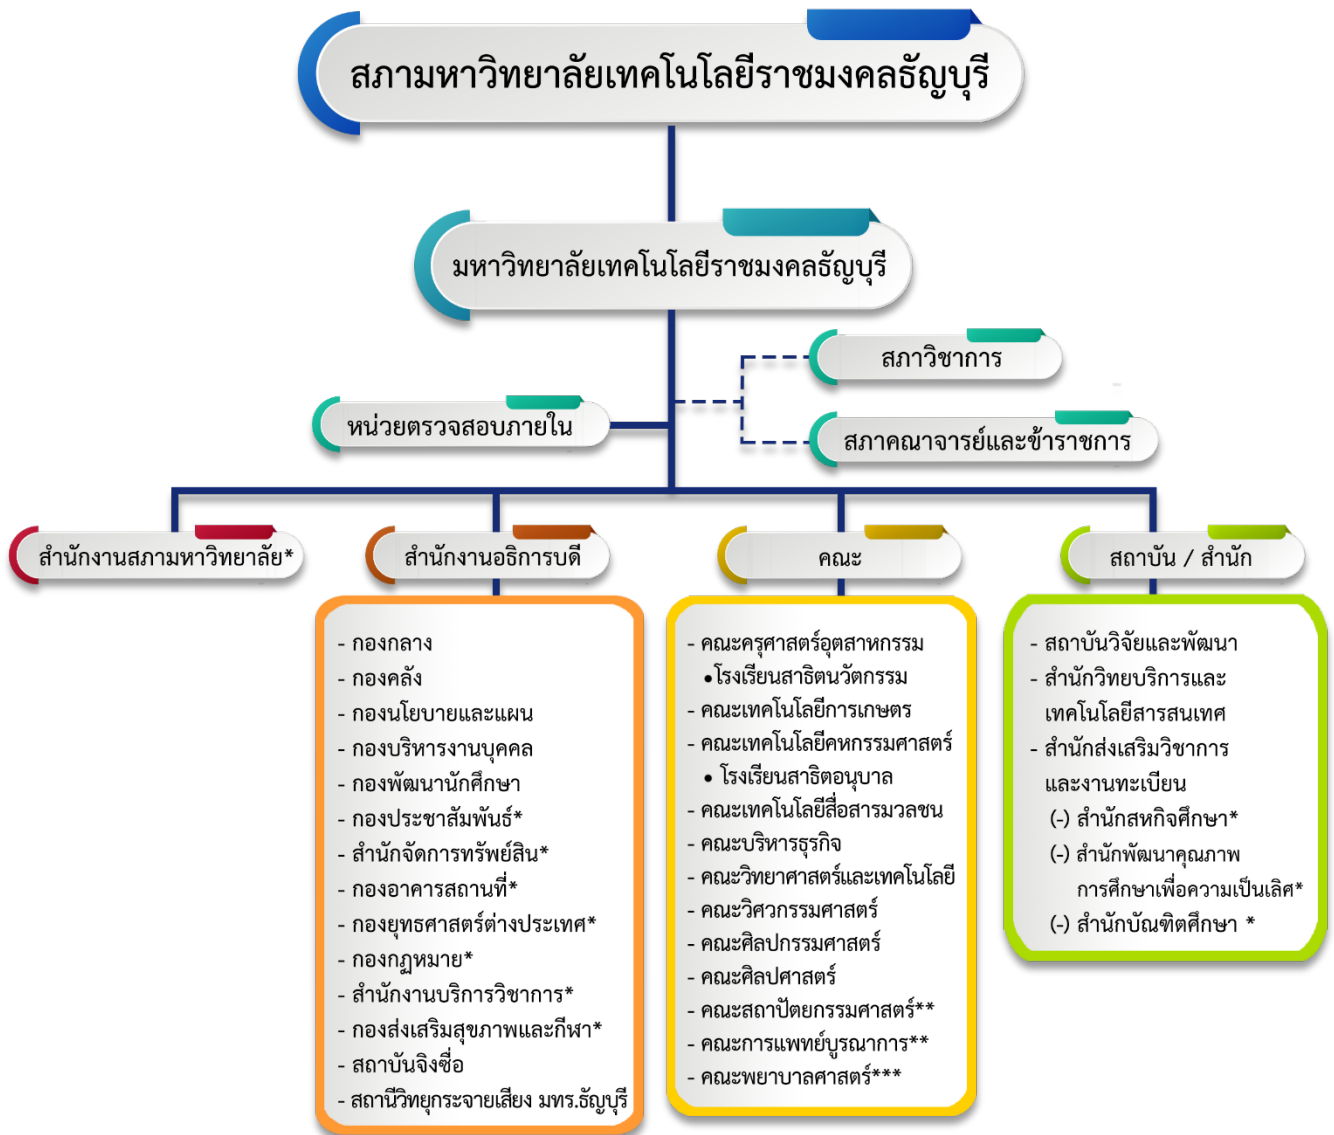 สภามหาวิทยาลัยเทคโนโลยีราชมงคลธัญบุรี
มหาวิทยาลัยเทคโนโลยีราชมงคลธัญบุรี
สภาวิชาการ
หน่วยตรวจสอบภายใน
สภาคณาจารย์และข้าราชการ
สำนักงานสภามหาวิทยาลัย*
สำนักงานอธิการบดี
คณะ
สถาบัน / สำนัก
- กองกลาง
- กองคลัง
- กองนโยบายและแผน
- กองบริหารงานบุคคล
- กองพัฒนานักศึกษา
- กองประชาสัมพันธ์*
- สำนักจัดการทรัพย์สิน*
- กองอาคารสถานที่*
- กองยุทธศาสตร์ต่างประเทศ*
- กองกฎหมาย*
- สำนักงานบริการวิชาการ*
- กองส่งเสริมสุขภาพและกีฬา*
- สถาบันจิงซื่อ
- สถานีวิทยุกระจายเสียง มทร.ธัญบุรี
- คณะครุศาสตร์อุตสาหกรรม
•โรงเรียนสาธิตนวัตกรรม
- คณะเทคโนโลยีการเกษตร
- คณะเทคโนโลยีคหกรรมศาสตร์
• โรงเรียนสาธิตอนุบาล
- คณะเทคโนโลยีสื่อสารมวลชน
- คณะบริหารธุรกิจ
- คณะวิทยาศาสตร์และเทคโนโลยี
- คณะวิศวกรรมศาสตร์
- คณะศิลปกรรมศาสตร์
- คณะศิลปศาสตร์
- คณะสถาปัตยกรรมศาสตร์**
- คณะการแพทย์บูรณาการ**
- คณะพยาบาลศาสตร์***
- สถาบันวิจัยและพัฒนา
- สำนักวิทยบริการและ
เทคโนโลยีสารสนเทศ
- สำนักส่งเสริมวิชาการ
และงานทะเบียน
(-) สำนักสหกิจศึกษา*
(-) สำนักพัฒนาคุณภาพ
การศึกษาเพื่อความเป็นเลิศ*
(-) สำนักบัณฑิตศึกษา *